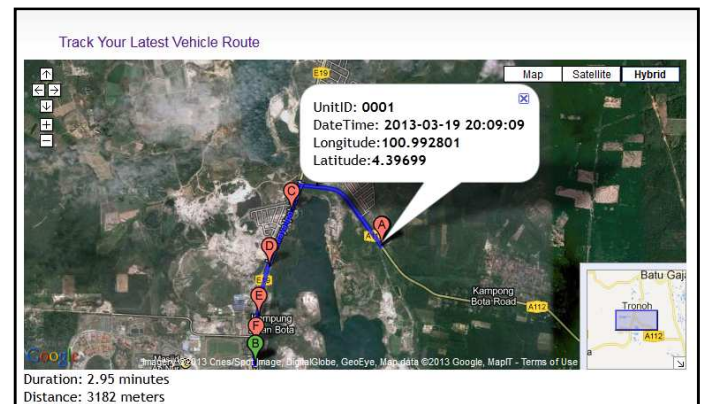 Track Your Latest Vehicle Route
E19
Map
Satellite
Hybrid
UnitID: 0001
DateTime: 2013-03-19 20:09:09
Longitude:100.992801
Latitude:4.39699
C
A
D
E
F
B
Kampong
Bota Road
A112
Batu Gaja
Tronoh
A112
a
Google
Imagery ©2013 Cnes/Spot Image, DigitalGlobe, GeoEye, Map data ©2013 Google, MapIT - Terms of Use
Duration: 2.95 minutes
Distance: 3182 meters